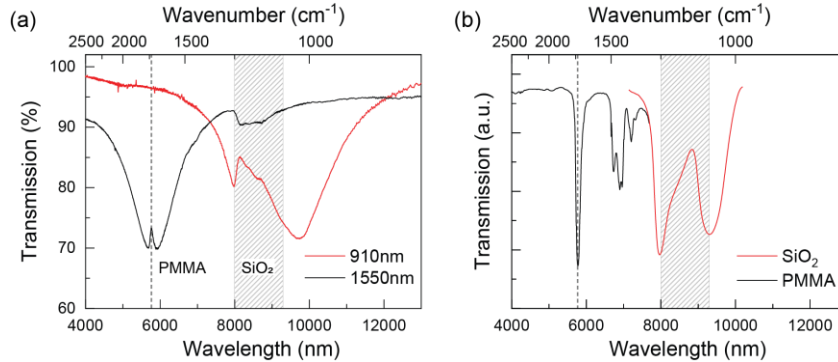 (a)
Wavenumber (cm⁻¹)
2500 2000 1500 1000
Transmission (%)
100
90
80
70
60
PMMA
SiO₂
910nm
1550nm
4000 6000 8000 10000 12000
Wavelength (nm)
(b)
Wavenumber (cm⁻¹)
2500 2000 1500 1000
Transmission (a.u.)
SiO₂
PMMA
4000 6000 8000 10000 12000
Wavelength (nm)